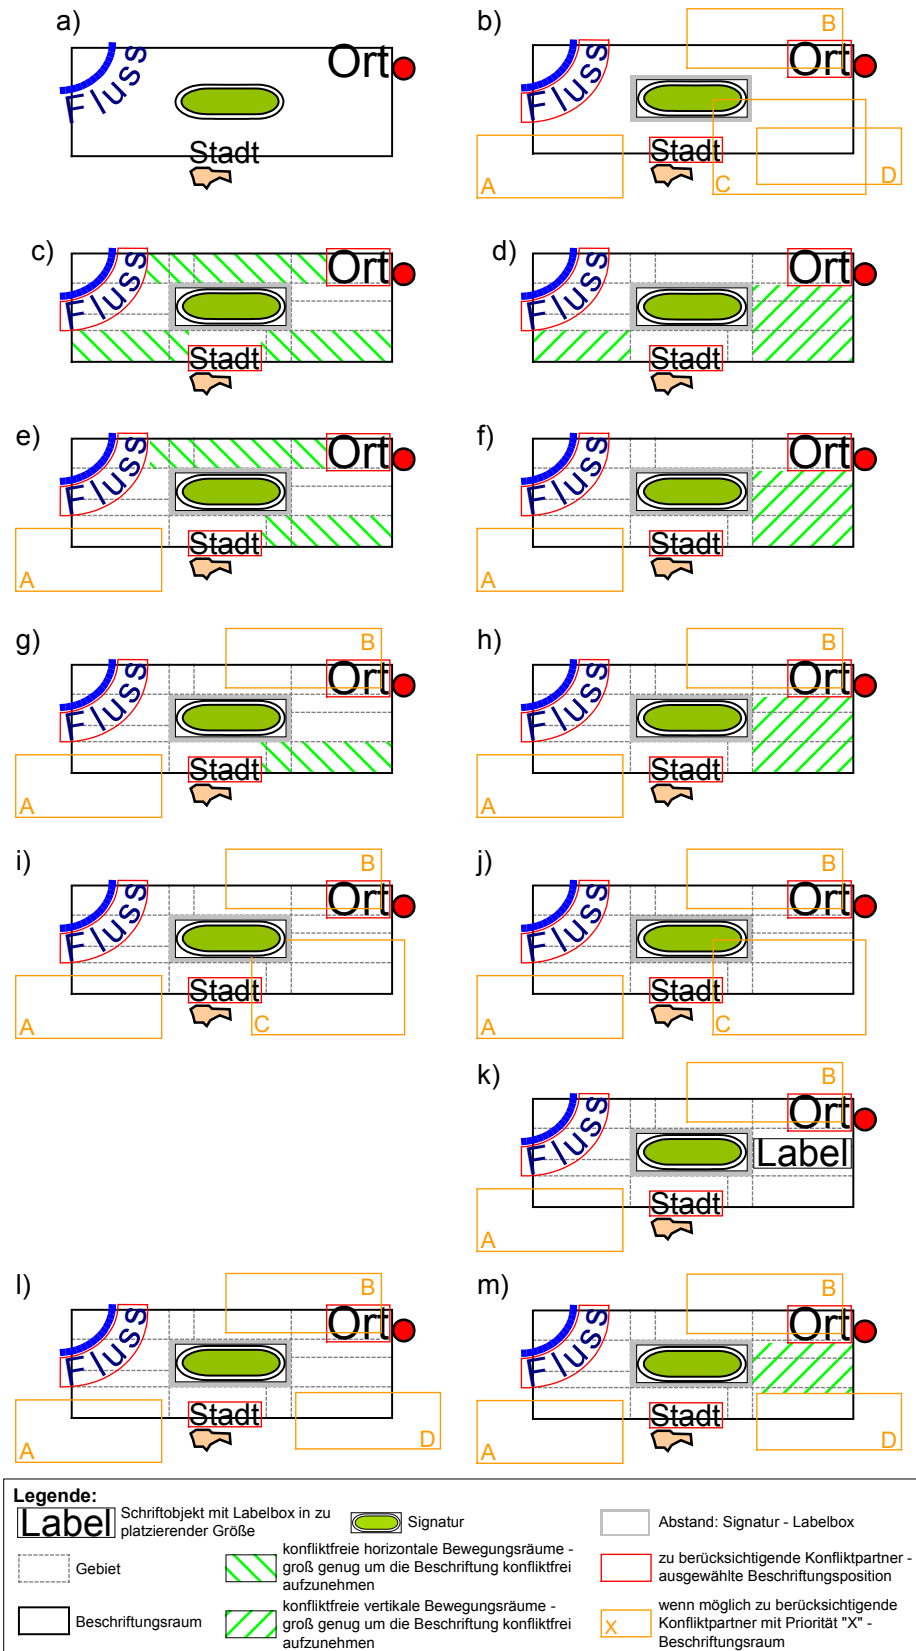 a)
Fluss
Ort
Stadt
b)
B
Fluss
Ort
Stadt
A
C
D
c)
Fluss
Ort
Stadt
d)
Fluss
Ort
Stadt
e)
Fluss
Ort
Stadt
A
f)
Fluss
Ort
Stadt
A
g)
B
Fluss
Ort
Stadt
A
h)
B
Fluss
Ort
Stadt
A
i)
B
Fluss
Ort
Stadt
A
C
j)
B
Fluss
Ort
Stadt
A
C
k)
B
Fluss
Ort
Label
Stadt
A
l)
B
Fluss
Ort
Stadt
A
D
m)
B
Fluss
Ort
Stadt
A
D
Legende:
Label
Schriftobjekt mit Labelbox in zu
platzierender Größe
Signatur
Abstand: Signatur - Labelbox
Gebiet
konfliktfreie horizontale Bewegungsräume -
groß genug um die Beschriftung konfliktfrei
aufzunehmen
zu berücksichtigende Konfliktpartner -
ausgewählte Beschriftungsposition
Beschriftungsraum
konfliktfreie vertikale Bewegungsräume -
groß genug um die Beschriftung konfliktfrei
aufzunehmen
X
wenn möglich zu berücksichtigende
Konfliktpartner mit Priorität "X" -
Beschriftungsraum